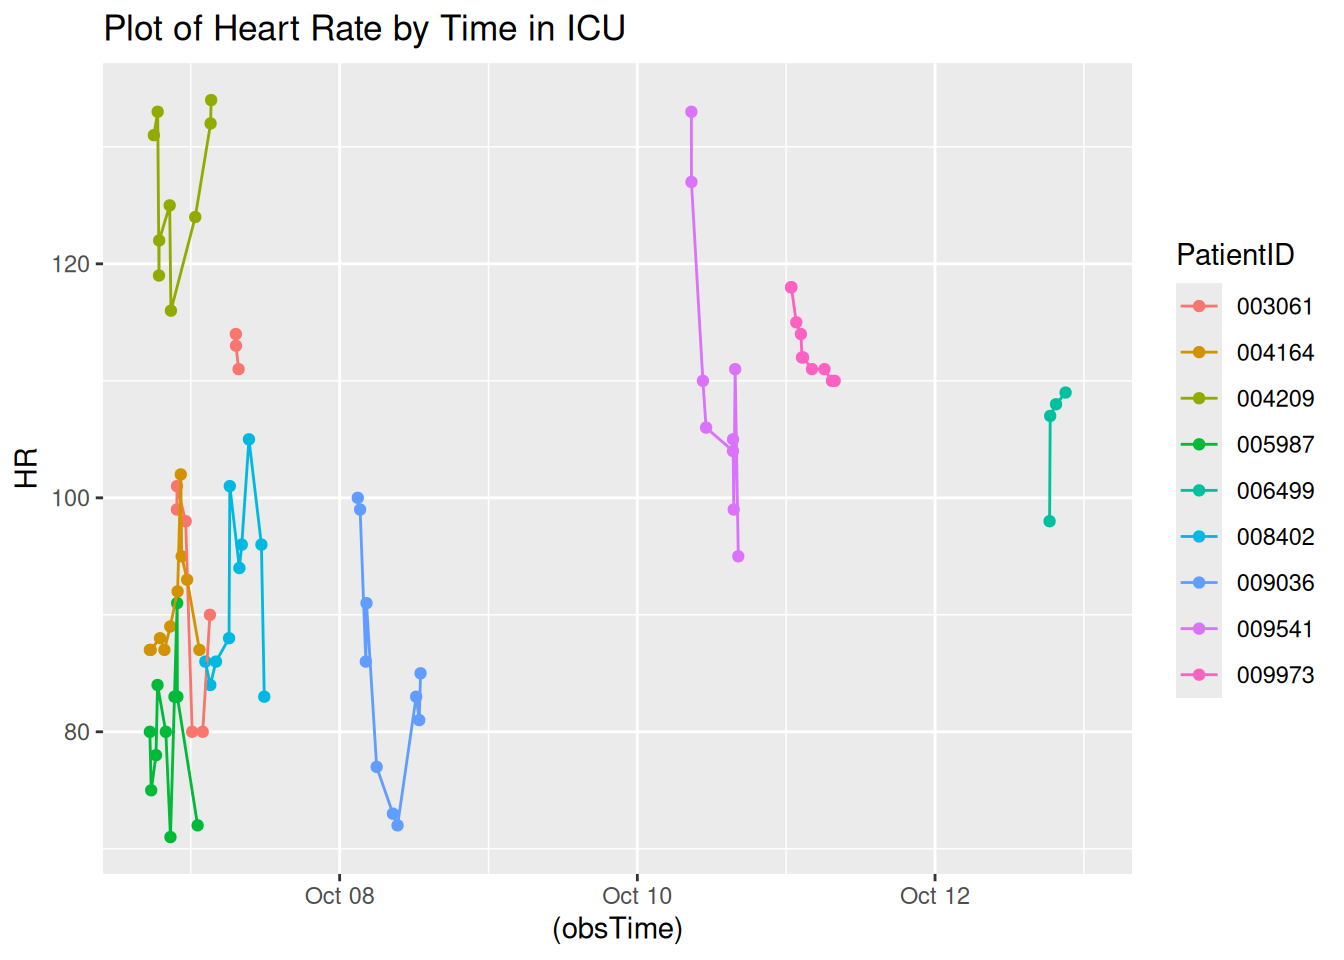 Plot of Heart Rate by Time in ICU
HR
120
100
80
Oct 08
Oct 10
Oct 12
(obsTime)
PatientID
003061
004164
004209
005987
006499
008402
009036
009541
009973